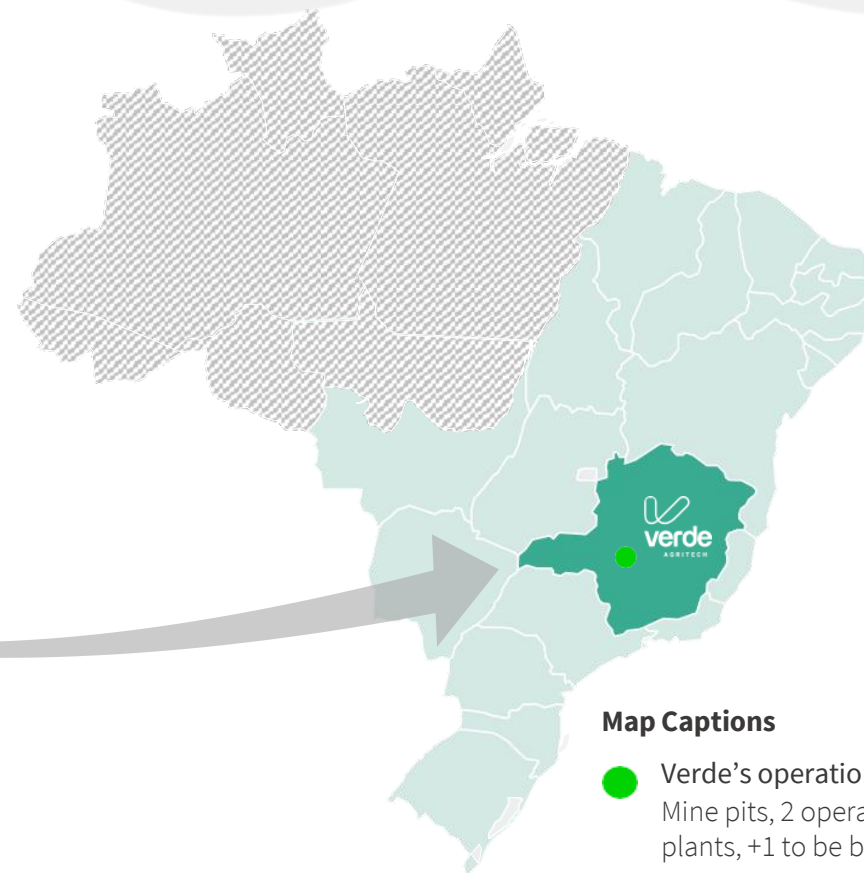 verde
AGRITECH
Map Captions
Verde’s operatio
Mine pits, 2 opera
plants, +1 to be b